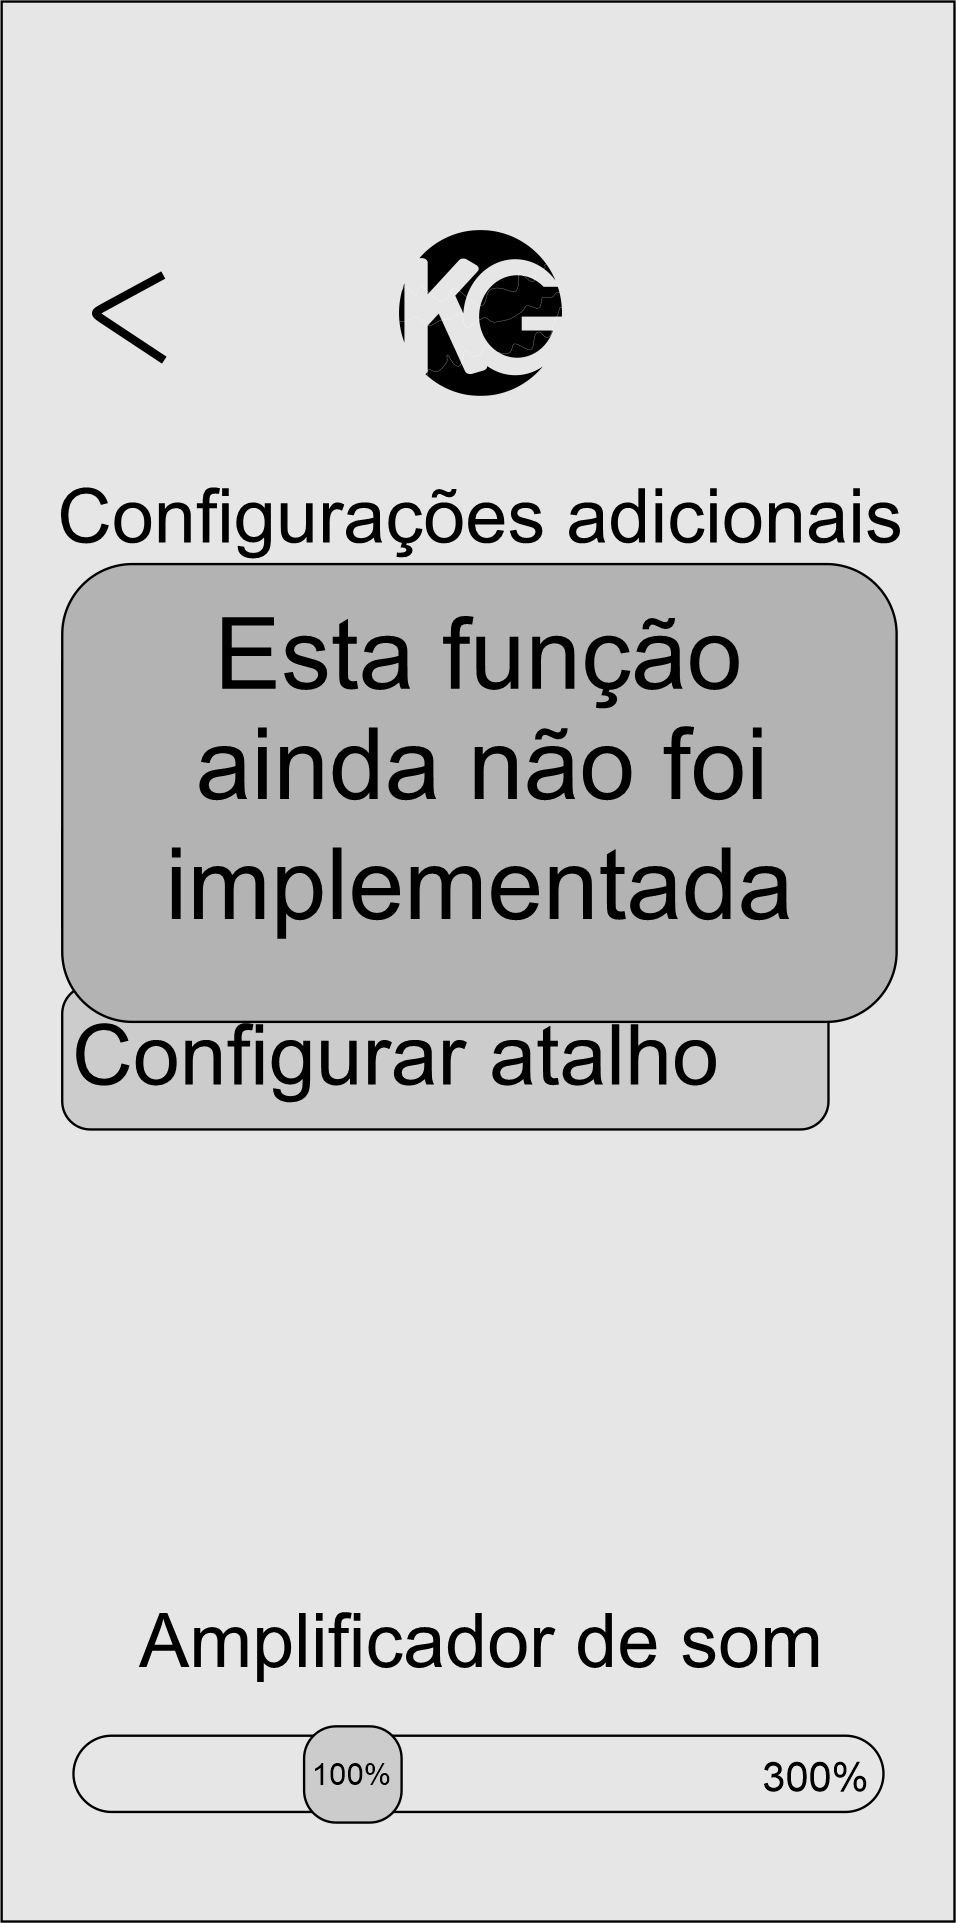 KG
Configurações adicionais
Esta função
ainda não foi
implementada
Configurar atalho
Amplificador de som
100%
300%